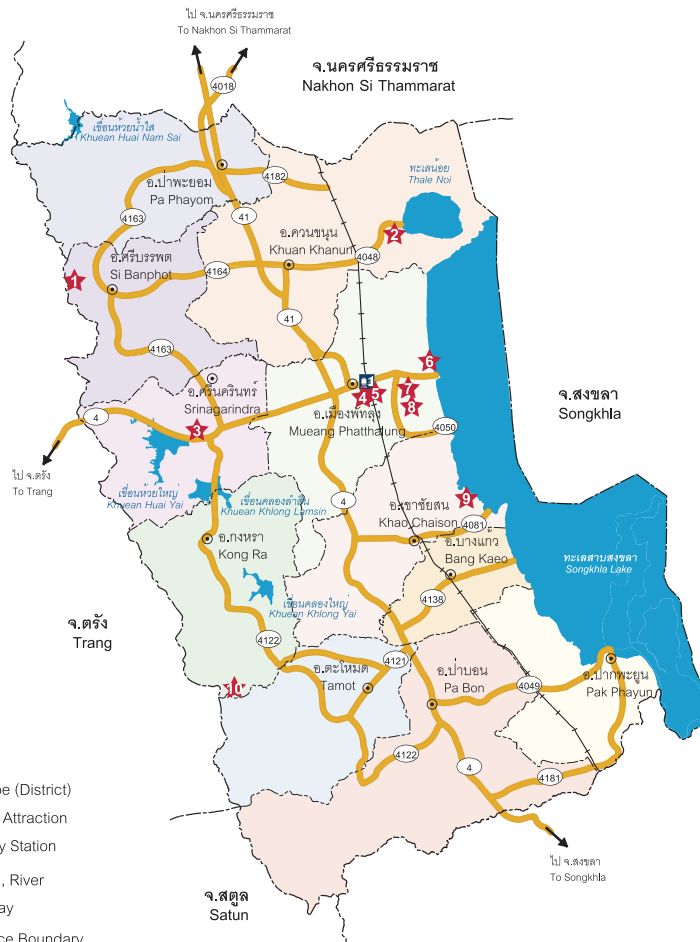 ไป จ.นครศรีธรรมราช
To Nakhon Si Thammarat
จ.นครศรีธรรมราช
Nakhon Si Thammarat
4018
เขื่อนห้วยน้ำใส
Khuean Huai Nam Sai
ทะเลน้อย
Thale Noi
อ.ป่าพะยอม
Pa Phayom
4182
4163
41
2
อ.ควนขนุน
Khuan Khanun
4048
อ.ศรีบรรพต
Si Banphot
4164
1
41
4163
6
อ.ศรีนครินทร์
Srinagarindra
4
5
7
8
จ.สงขลา
Songkhla
4
3
อ.เมืองพัทลุง
Mueang Phatthalung
4050
ไป จ.ตรัง
To Trang
เขื่อนห้วยใหญ่
Khuean Huai Yai
เขื่อนคลองลำสิน
Khuean Khlong Lamsin
4
9
อ.เขาชัยสน
Khao Chaison
4081
อ.กงหรา
Kong Ra
อ.บางแก้ว
Bang Kaeo
ทะเลสาบสงขลา
Songkhla Lake
เขื่อนคลองใหญ่
Khuean Khlong Yai
4138
จ.ตรัง
Trang
4122
4121
อ.ตะโหมด
Tamot
อ.ป่าบอน
Pa Bon
อ.ปากพะยูน
Pak Phayun
10
4049
4122
4
4181
e (District)
Attraction
y Station
, River
ay
ce Boundary
ไป จ.สงขลา
To Songkhla
จ.สตูล
Satun